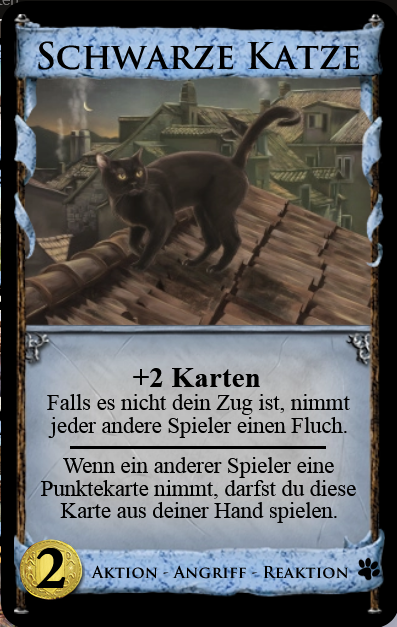 SCHWARZE KATZE
+2 Karten
Falls es nicht dein Zug ist, nimmt
jeder andere Spieler einen Fluch.
Wenn ein anderer Spieler eine
Punktekarte nimmt, darfst du diese
Karte aus deiner Hand spielen.
2
AKTION - ANGRIFF - REAKTION